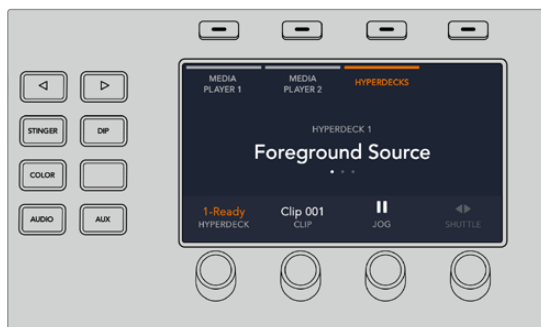 MEDIA PLAYER 1
MEDIA PLAYER 2
HYPERDECKS
STINGER
DIP
COLOR
AUDIO
AUX
HYPERDECK 1
Foreground Source
1-Ready
HYPERDECK
Clip 001
CLIP
JOG
SHUTTLE